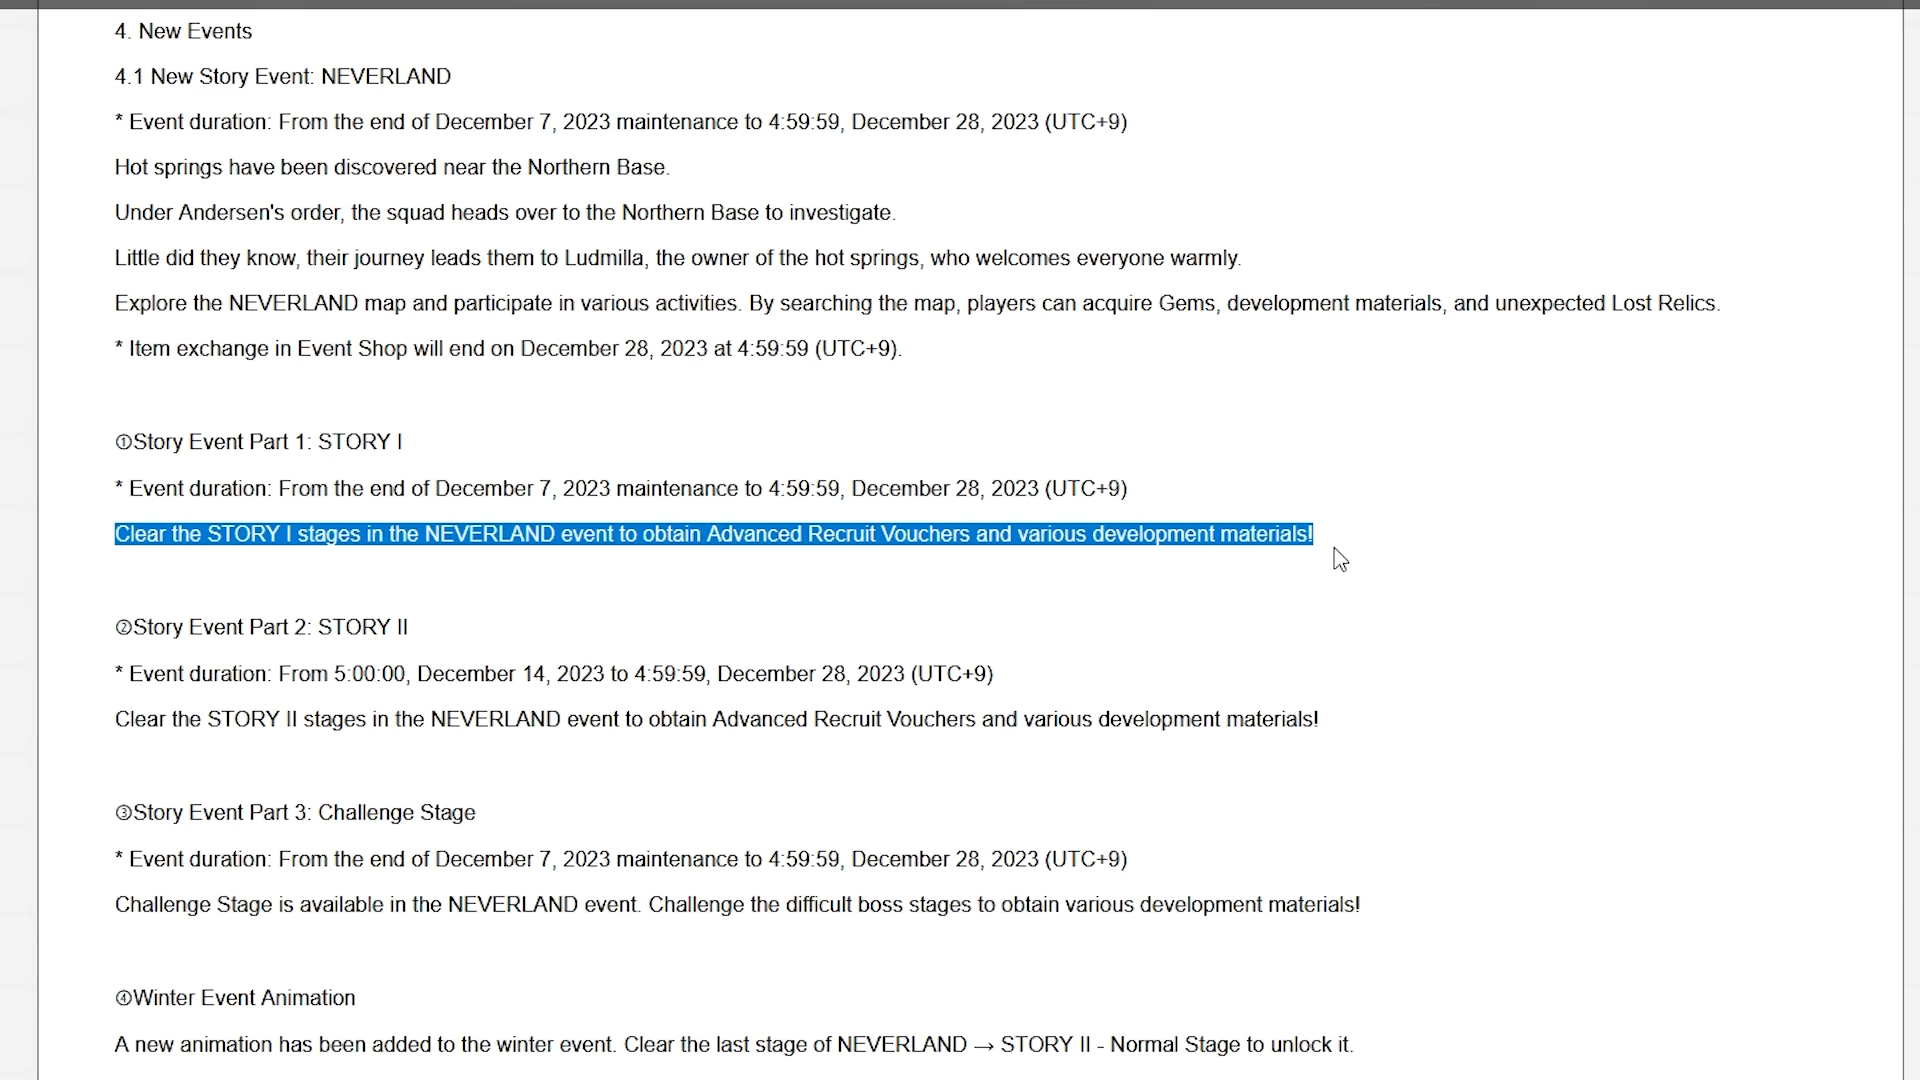 4. New Events
4.1 New Story Event: NEVERLAND
* Event duration: From the end of December 7, 2023 maintenance to 4:59:59, December 28, 2023 (UTC+9)
Hot springs have been discovered near the Northern Base.
Under Andersen's order, the squad heads over to the Northern Base to investigate.
Little did they know, their journey leads them to Ludmilla, the owner of the hot springs, who welcomes everyone warmly.
Explore the NEVERLAND map and participate in various activities. By searching the map, players can acquire Gems, development materials, and unexpected Lost Relics.
* Item exchange in Event Shop will end on December 28, 2023 at 4:59:59 (UTC+9).
①Story Event Part 1: STORY I
* Event duration: From the end of December 7, 2023 maintenance to 4:59:59, December 28, 2023 (UTC+9)
Clear the STORY I stages in the NEVERLAND event to obtain Advanced Recruit Vouchers and various development materials!
②Story Event Part 2: STORY II
* Event duration: From 5:00:00, December 14, 2023 to 4:59:59, December 28, 2023 (UTC+9)
Clear the STORY II stages in the NEVERLAND event to obtain Advanced Recruit Vouchers and various development materials!
③Story Event Part 3: Challenge Stage
* Event duration: From the end of December 7, 2023 maintenance to 4:59:59, December 28, 2023 (UTC+9)
Challenge Stage is available in the NEVERLAND event. Challenge the difficult boss stages to obtain various development materials!
④Winter Event Animation
A new animation has been added to the winter event. Clear the last stage of NEVERLAND → STORY II - Normal Stage to unlock it.